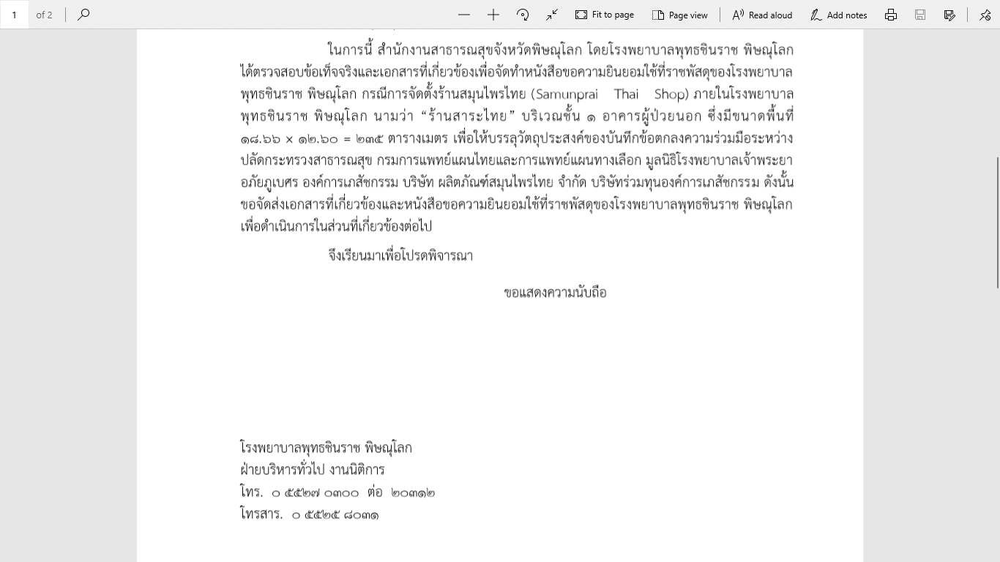 1 of 2 Fit to page Page view Read aloud Add notes
ในการนี้ สำนักงานสาธารณสุขจังหวัดพิษณุโลก โดยโรงพยาบาลพุทธชินราช พิษณุโลก
ได้ตรวจสอบข้อเท็จจริงและเอกสารที่เกี่ยวข้องเพื่อจัดทำหนังสือขอความยินยอมใช้ที่ราชพัสดุของโรงพยาบาล
พุทธชินราช พิษณุโลก กรณีการจัดตั้งร้านสมุนไพรไทย (Samunprai Thai Shop) ภายในโรงพยาบาล
พุทธชินราช พิษณุโลก นามว่า “ร้านสาระไทย” บริเวณชั้น ๑ อาคารผู้ป่วยนอก ซึ่งมีขนาดพื้นที่
๑๘.๖๖ × ๑๒.๖๐ = ๒๓๕ ตารางเมตร เพื่อให้บรรลุวัตถุประสงค์ของบันทึกข้อตกลงความร่วมมือระหว่าง
ปลัดกระทรวงสาธารณสุข กรมการแพทย์แผนไทยและการแพทย์แผนทางเลือก มูลนิธิโรงพยาบาลเจ้าพระยา
อภัยภูเบศร องค์การเภสัชกรรม บริษัท ผลิตภัณฑ์สมุนไพรไทย จำกัด บริษัทร่วมทุนองค์การเภสัชกรรม ดังนั้น
ขอจัดส่งเอกสารที่เกี่ยวข้องและหนังสือขอความยินยอมใช้ที่ราชพัสดุของโรงพยาบาลพุทธชินราช พิษณุโลก
เพื่อดำเนินการในส่วนที่เกี่ยวข้องต่อไป
จึงเรียนมาเพื่อโปรดพิจารณา
ขอแสดงความนับถือ
โรงพยาบาลพุทธชินราช พิษณุโลก
ฝ่ายบริหารทั่วไป งานนิติการ
โทร. ๐ ๕๕๒๗ ๐๓๐๐ ต่อ ๒๐๓๑๒
โทรสาร. ๐ ๕๕๒๕ ๘๐๓๑